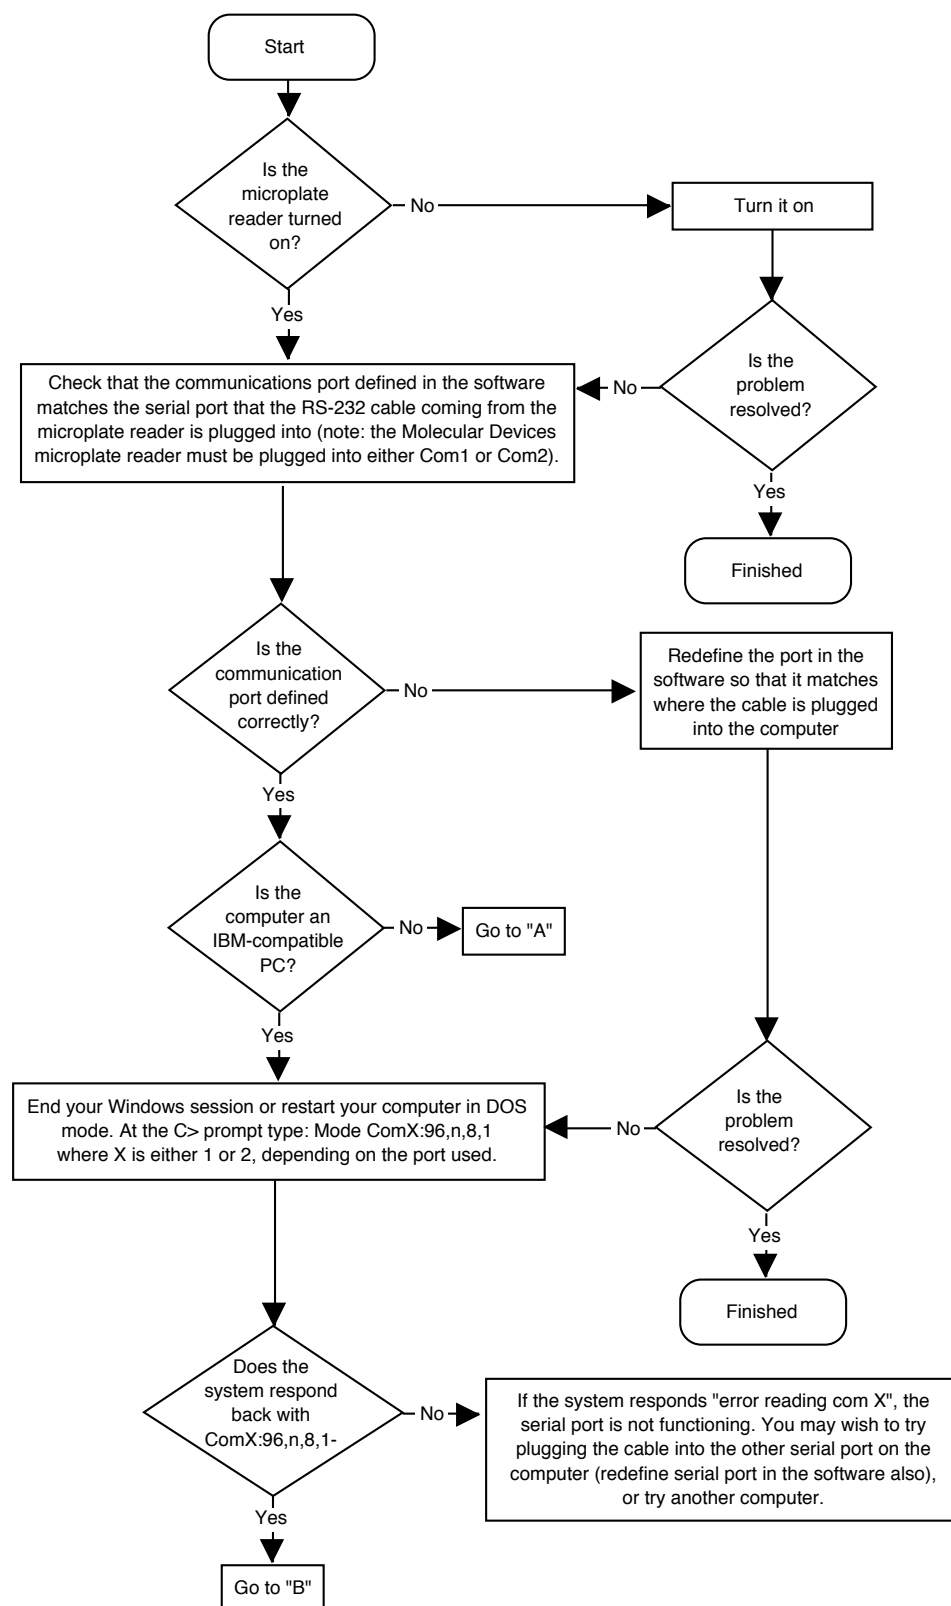 Start
Is the
microplate
reader turned
on?
No
Turn it on
Yes
Is the
problem
resolved?
No
Check that the communications port defined in the software
matches the serial port that the RS-232 cable coming from the
microplate reader is plugged into (note: the Molecular Devices
microplate reader must be plugged into either Com1 or Com2).
Yes
Finished
Is the
communication
port defined
correctly?
No
Redefine the port in the
software so that it matches
where the cable is plugged
into the computer
Yes
Is the
computer an
IBM-compatible
PC?
No
Go to "A"
Yes
Is the
problem
resolved?
No
End your Windows session or restart your computer in DOS
mode. At the C> prompt type: Mode ComX:96,n,8,1
where X is either 1 or 2, depending on the port used.
Yes
Finished
Does the
system respond
back with
ComX:96,n,8,1-
No
If the system responds "error reading com X", the
serial port is not functioning. You may wish to try
plugging the cable into the other serial port on the
computer (redefine serial port in the software also),
or try another computer.
Yes
Go to "B"